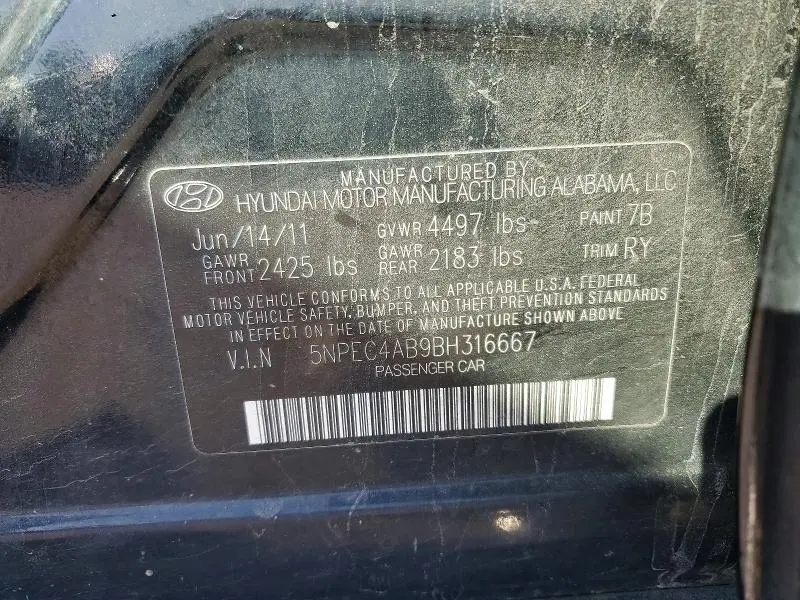 MANUFACTURED BY
HYUNDAI MOTOR MANUFACTURING ALABAMA, LLC
Jun/14/11 GVWR 4497 lbs PAINT 7B
GAWR FRONT 2425 lbs GAWR REAR 2183 lbs TRIM RY
THIS VEHICLE CONFORMS TO ALL APPLICABLE U.S.A. FEDERAL
MOTOR VEHICLE SAFETY, BUMPER, AND THEFT PREVENTION STANDARDS
IN EFFECT ON THE DATE OF MANUFACTURE SHOWN ABOVE
V.I.N 5NPEC4AB9BH316667
PASSENGER CAR